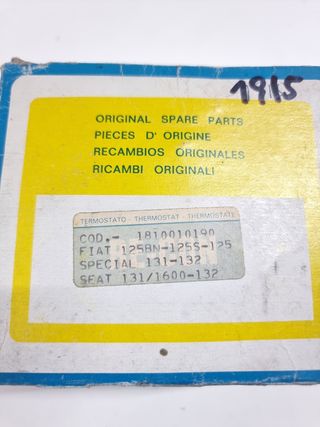 1915
ORIGINAL SPARE PARTS
PIECES D' ORIGINE
RECAMBIOS ORIGINALES
RICAMBI ORIGINALI
TERMOSTATO - THERMOSTAT - THERMOSTATE
COD.- 1810010190
FIAT 125BN-125S-125
SPECIAL 131-132
SEAT 131/1600-132